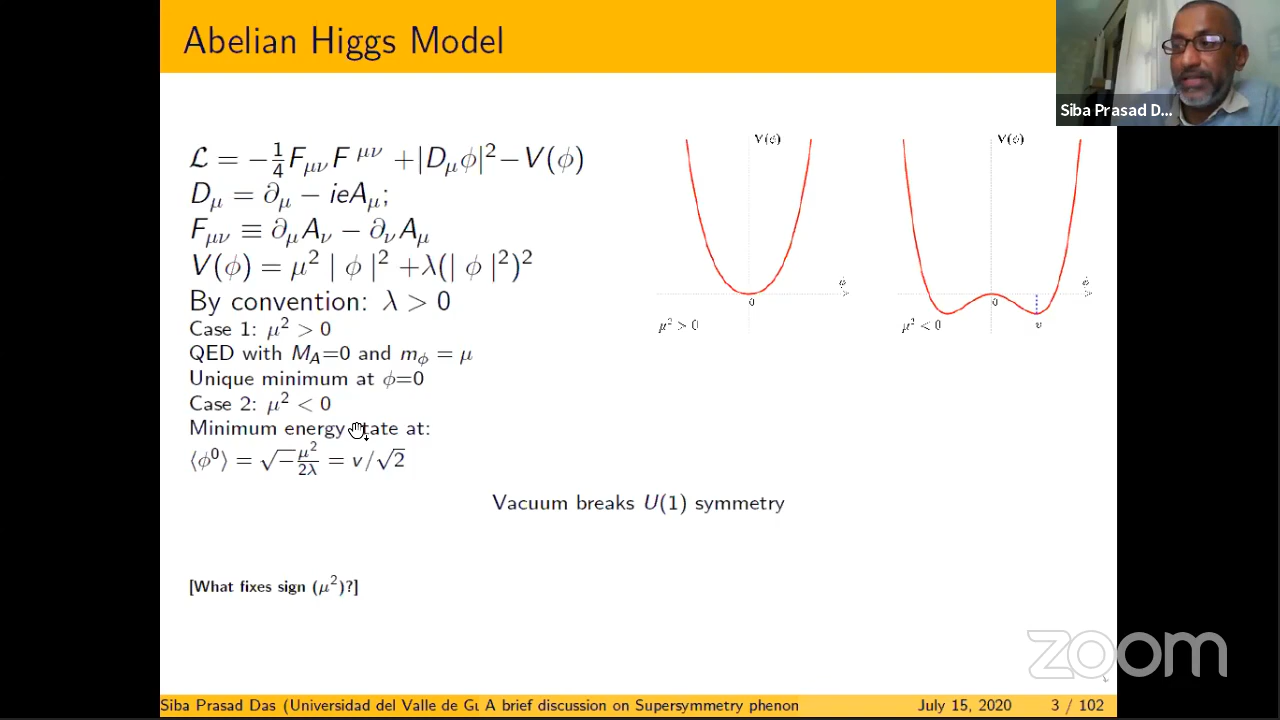 Abelian Higgs Model
Siba Prasad D...
ℒ = −¼F_μν F^μν +|D_μφ|²−V(φ)
D_μ = ∂_μ − ieA_μ;
F_μν ≡ ∂_μA_ν − ∂_νA_μ
V(φ) = μ² | φ |² +λ(| φ |²)²
By convention: λ > 0
Case 1: μ² > 0
QED with M_A=0 and m_φ = μ
Unique minimum at φ=0
Case 2: μ² < 0
Minimum energy state at:
⟨φ⁰⟩ = √−μ²/2λ = v/√2
V(φ)
φ
0
μ² > 0
V(φ)
φ
0
υ
μ² < 0
Vacuum breaks U(1) symmetry
[What fixes sign (μ²)?]
zoom
Siba Prasad Das (Universidad del Valle de Gu A brief discussion on Supersymmetry phenon
July 15, 2020
3 / 102